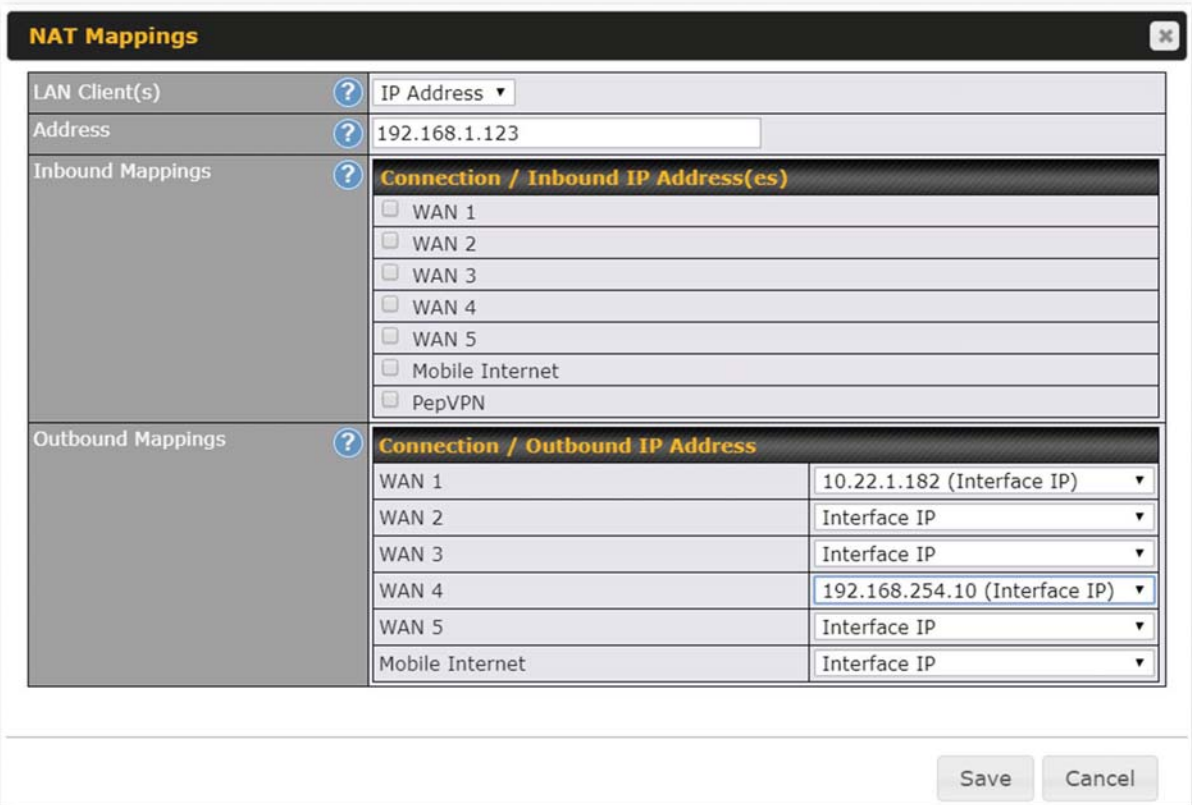 NAT Mappings
LAN Client(s) ? IP Address
Address ? 192.168.1.123
Inbound Mappings ? Connection / Inbound IP Address(es)
WAN 1
WAN 2
WAN 3
WAN 4
WAN 5
Mobile Internet
PepVPN
Outbound Mappings ? Connection / Outbound IP Address
WAN 1 10.22.1.182 (Interface IP)
WAN 2 Interface IP
WAN 3 Interface IP
WAN 4 192.168.254.10 (Interface IP)
WAN 5 Interface IP
Mobile Internet Interface IP
Save Cancel